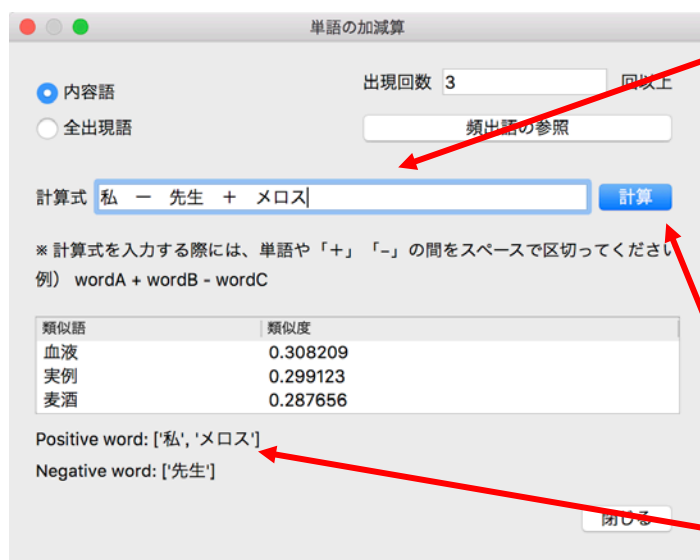 単語の加減算
内容語
出現回数 3 回以上
全出現語
頻出語の参照
計算式 私 ー 先生 + メロス 計算
※ 計算式を入力する際には、単語や「+」「-」の間をスペースで区切ってください
例） wordA + wordB - wordC
類似語 類似度
血液 0.308209
実例 0.299123
麦酒 0.287656
Positive word: ['私', 'メロス']
Negative word: ['先生']
閉じる